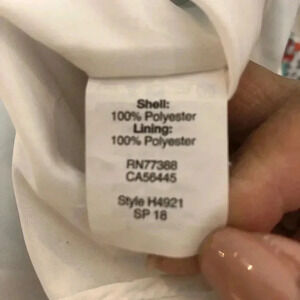 Shell:
100% Polyester
Lining:
100% Polyester
RN77388
CA56445
Style H4921
SP 18